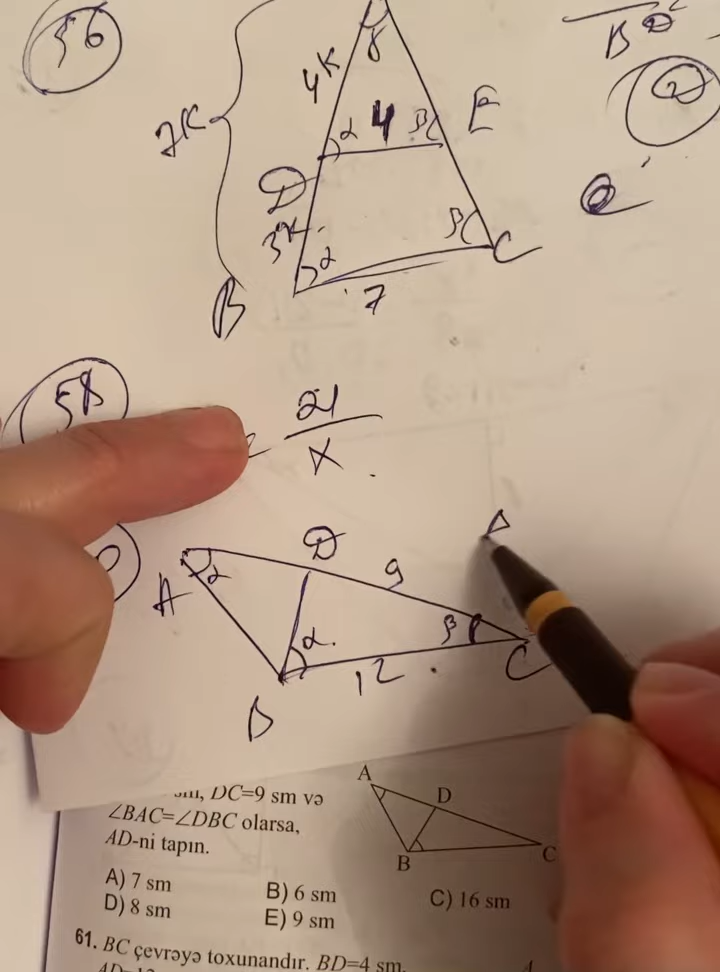 56
7K
4K
γ
α 4 β
E
D
3K
α
β
C
B
7
B D
58
21
x
A
α
D
9
α
β
C
12
B
Δ
sm, DC=9 sm və
∠BAC=∠DBC olarsa,
AD-ni tapın.
A
D
B
C
A) 7 sm
B) 6 sm
C) 16 sm
D) 8 sm
E) 9 sm
61. BC çevrəyə toxunandır. BD=4 sm,